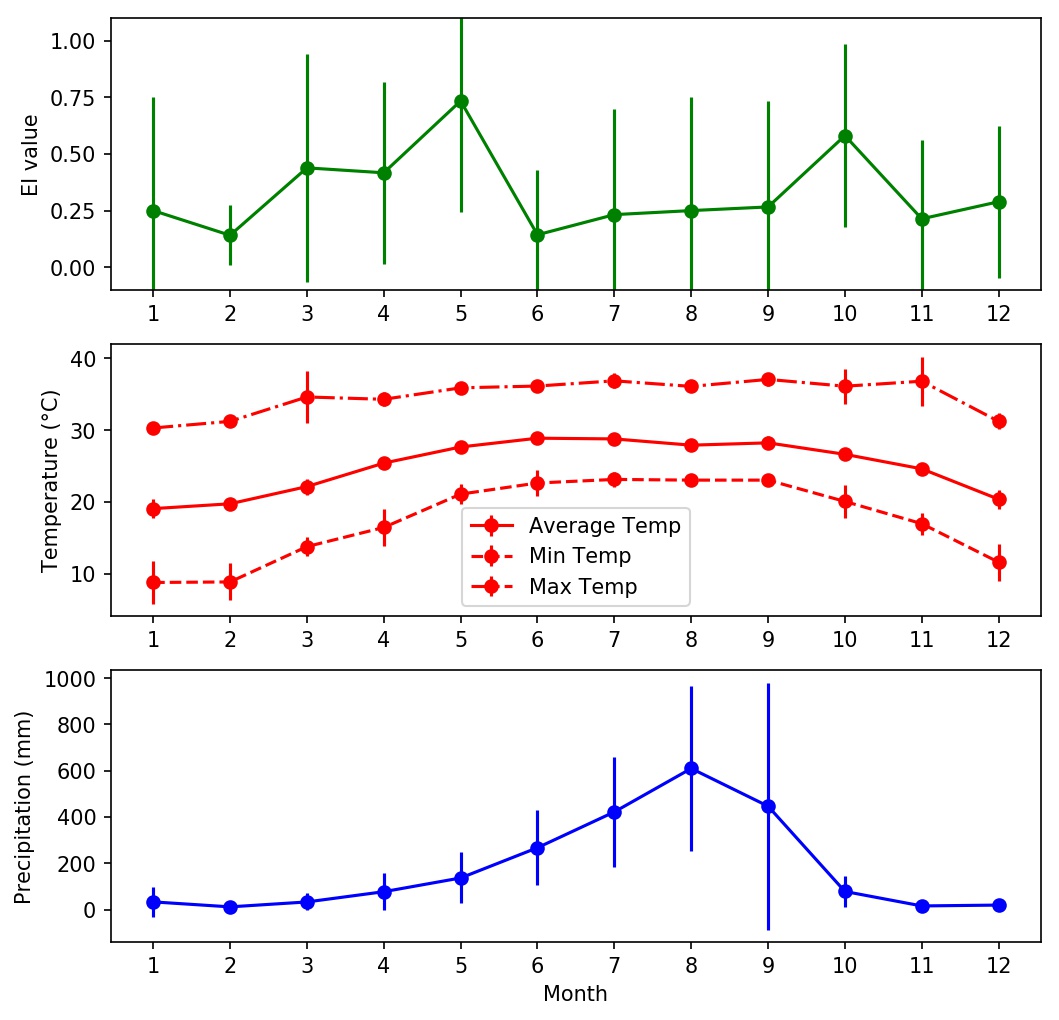 EI value
1.00
0.75
0.50
0.25
0.00
1 2 3 4 5 6 7 8 9 10 11 12
Temperature (°C)
40
30
20
10
Average Temp
Min Temp
Max Temp
1 2 3 4 5 6 7 8 9 10 11 12
Precipitation (mm)
1000
800
600
400
200
0
1 2 3 4 5 6 7 8 9 10 11 12
Month